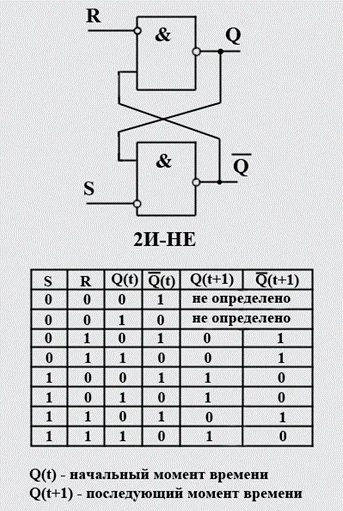 R
&
Q
&
Q̅
S
2И-НЕ
S R Q(t) Q̅(t) Q(t+1) Q̅(t+1)
0 0 0 1 не определено
0 0 1 0 не определено
0 1 0 1 0 1
0 1 1 0 0 1
1 0 0 1 1 0
1 0 1 0 1 0
1 1 0 1 0 1
1 1 1 0 1 0
Q(t) - начальный момент времени
Q(t+1) - последующий момент времени